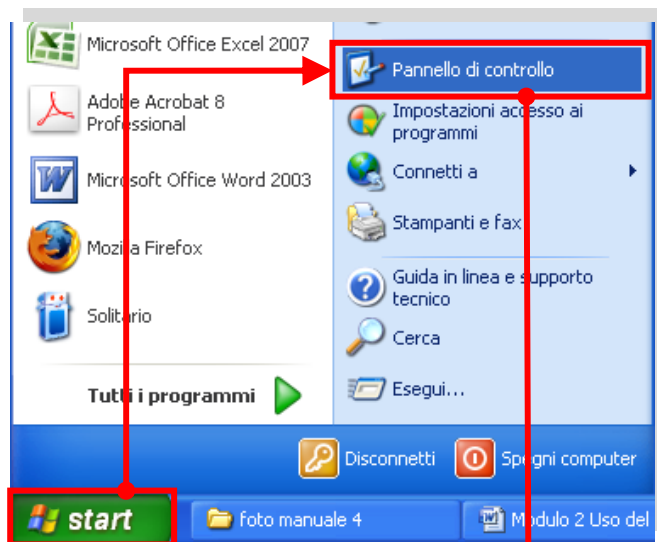 Microsoft Office Excel 2007
Adobe Acrobat 8
Professional
Microsoft Office Word 2003
Mozilla Firefox
Solitario
Tutti i programmi
Pannello di controllo
Impostazioni accesso ai
programmi
Connetti a
Stampanti e fax
Guida in linea e supporto
tecnico
Cerca
Esegui...
Disconnetti
Spegni computer
start
foto manuale 4
Modulo 2 Uso del